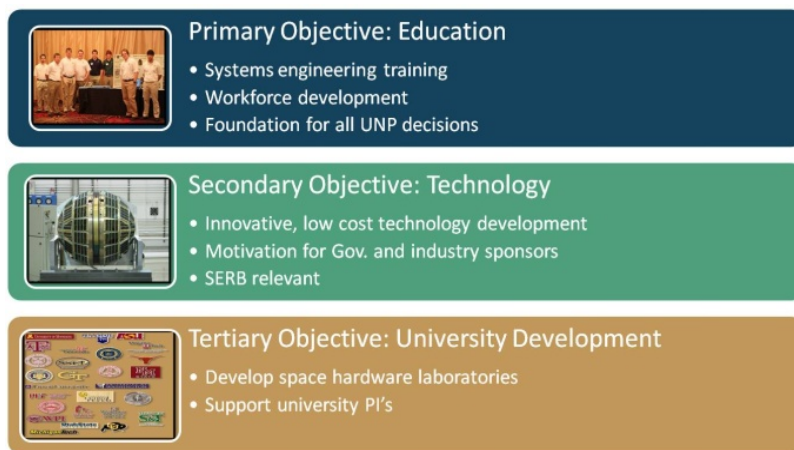 Primary Objective: Education
• Systems engineering training
• Workforce development
• Foundation for all UNP decisions
Secondary Objective: Technology
• Innovative, low cost technology development
• Motivation for Gov. and industry sponsors
• SERB relevant
Tertiary Objective: University Development
• Develop space hardware laboratories
• Support university PI's